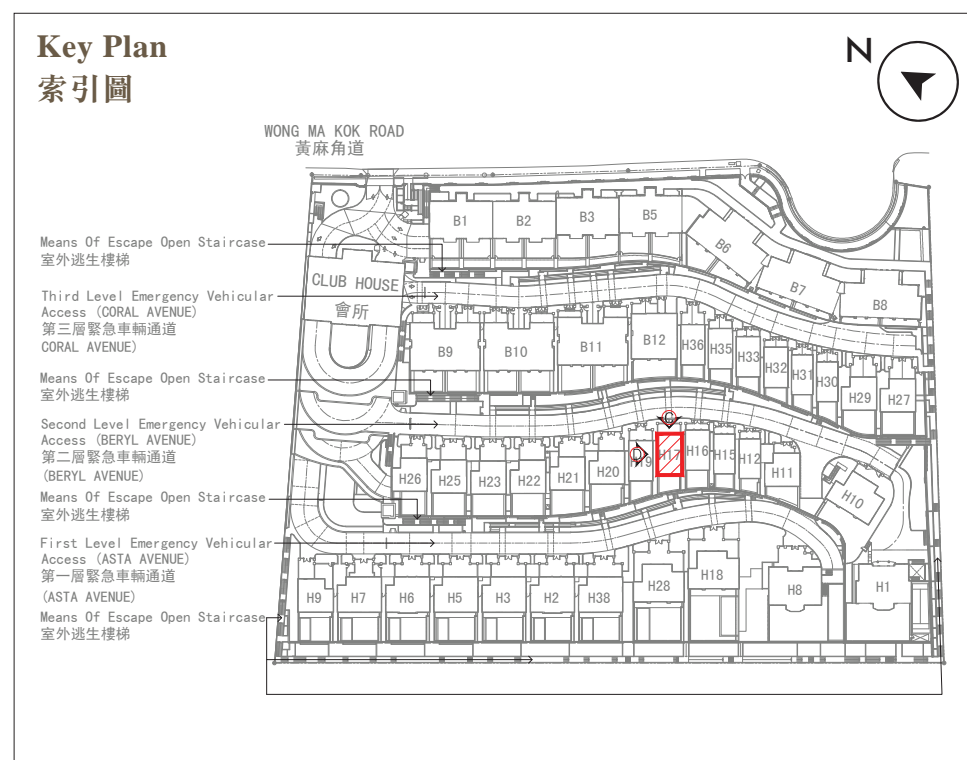 Key Plan
索引圖
N
WONG MA KOK ROAD
黃麻角道
B1
B2
B3
B5
B6
B7
B8
Means Of Escape Open Staircase
室外逃生樓梯
CLUB HOUSE
會所
Third Level Emergency Vehicular
Access (CORAL AVENUE)
第三層緊急車輛通道
CORAL AVENUE)
B9
B10
B11
B12
H36
H35
H33
H32
H31
H30
H29
H27
Means Of Escape Open Staircase
室外逃生樓梯
Second Level Emergency Vehicular
Access (BERYL AVENUE)
第二層緊急車輛通道
(BERYL AVENUE)
H26
H25
H23
H22
H21
H20
H19
H17
H16
H15
H12
H11
H10
C
D
Means Of Escape Open Staircase
室外逃生樓梯
First Level Emergency Vehicular
Access (ASTA AVENUE)
第一層緊急車輛通道
(ASTA AVENUE)
H9
H7
H6
H5
H3
H2
H38
H28
H18
H8
H1
Means Of Escape Open Staircase
室外逃生樓梯